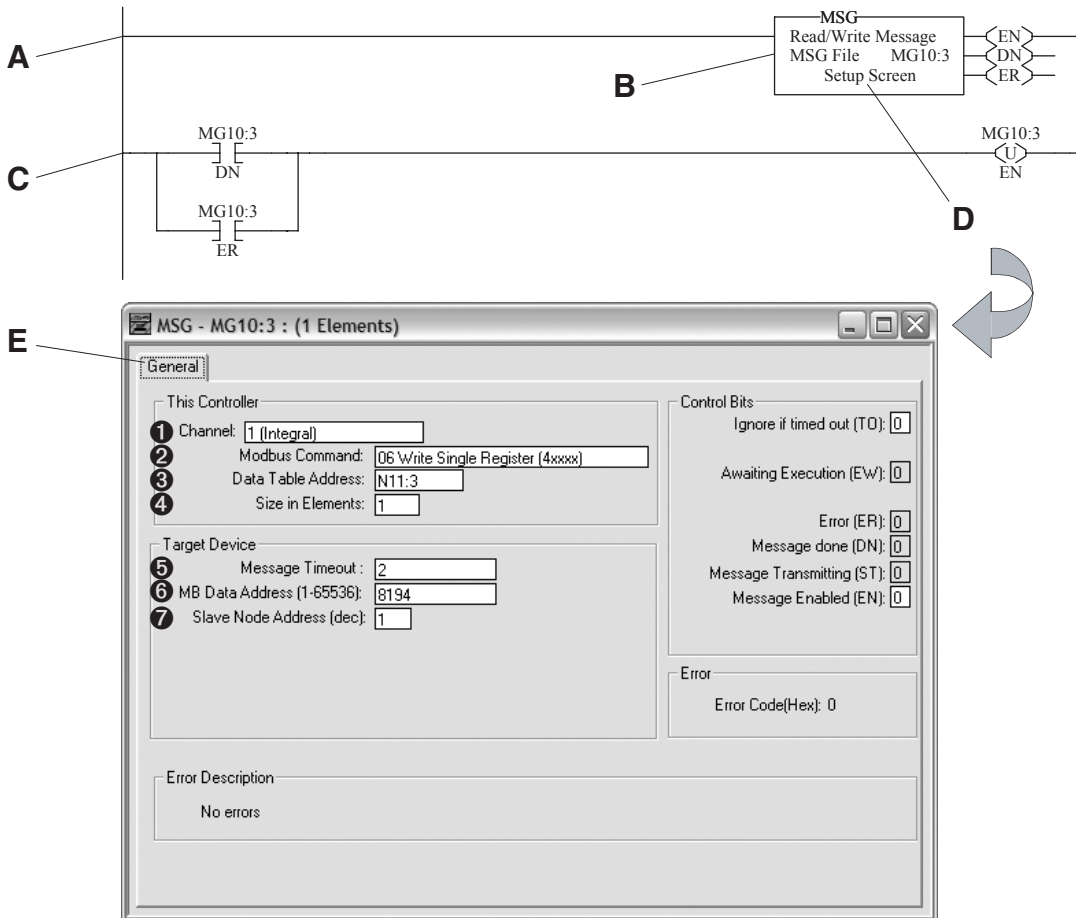 MSG
A
Read/Write Message
EN
B
MSG File MG10:3
DN
Setup Screen
ER
MG10:3
MG10:3
C
DN
U
EN
MG10:3
D
ER
E
MSG - MG10:3 : (1 Elements)
General
This Controller
1 Channel: 1 (Integral)
2 Modbus Command: 06 Write Single Register (4xxxx)
3 Data Table Address: N11:3
4 Size in Elements: 1
Target Device
5 Message Timeout : 2
6 MB Data Address (1-65536): 8194
7 Slave Node Address (dec): 1
Control Bits
Ignore if timed out (TO): 0
Awaiting Execution (EW): 0
Error (ER): 0
Message done (DN): 0
Message Transmitting (ST): 0
Message Enabled (EN): 0
Error
Error Code(Hex): 0
Error Description
No errors